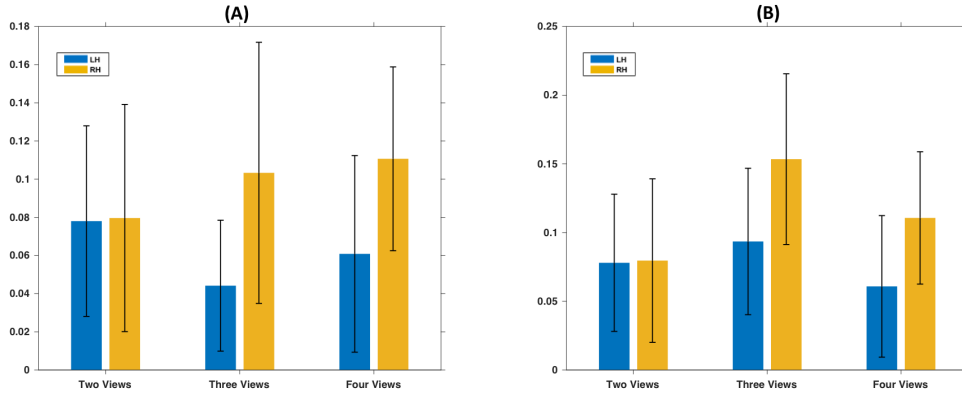 (A)
0.18
0.16
0.14
0.12
0.1
0.08
0.06
0.04
0.02
0
LH
RH
Two Views
Three Views
Four Views
(B)
0.25
0.2
0.15
0.1
0.05
0
LH
RH
Two Views
Three Views
Four Views